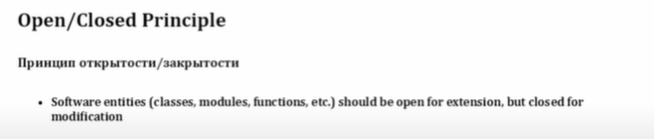 Open/Closed Principle
Принцип открытости/закрытости
• Software entities (classes, modules, functions, etc.) should be open for extension, but closed for
modification